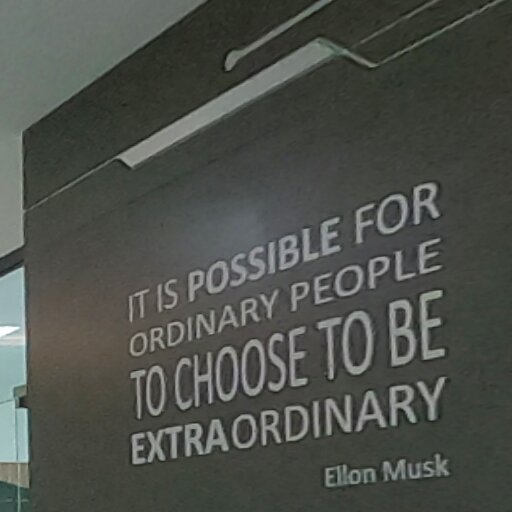 IT IS POSSIBLE FOR
ORDINARY PEOPLE
TO CHOOSE TO BE
EXTRAORDINARY
Ellon Musk